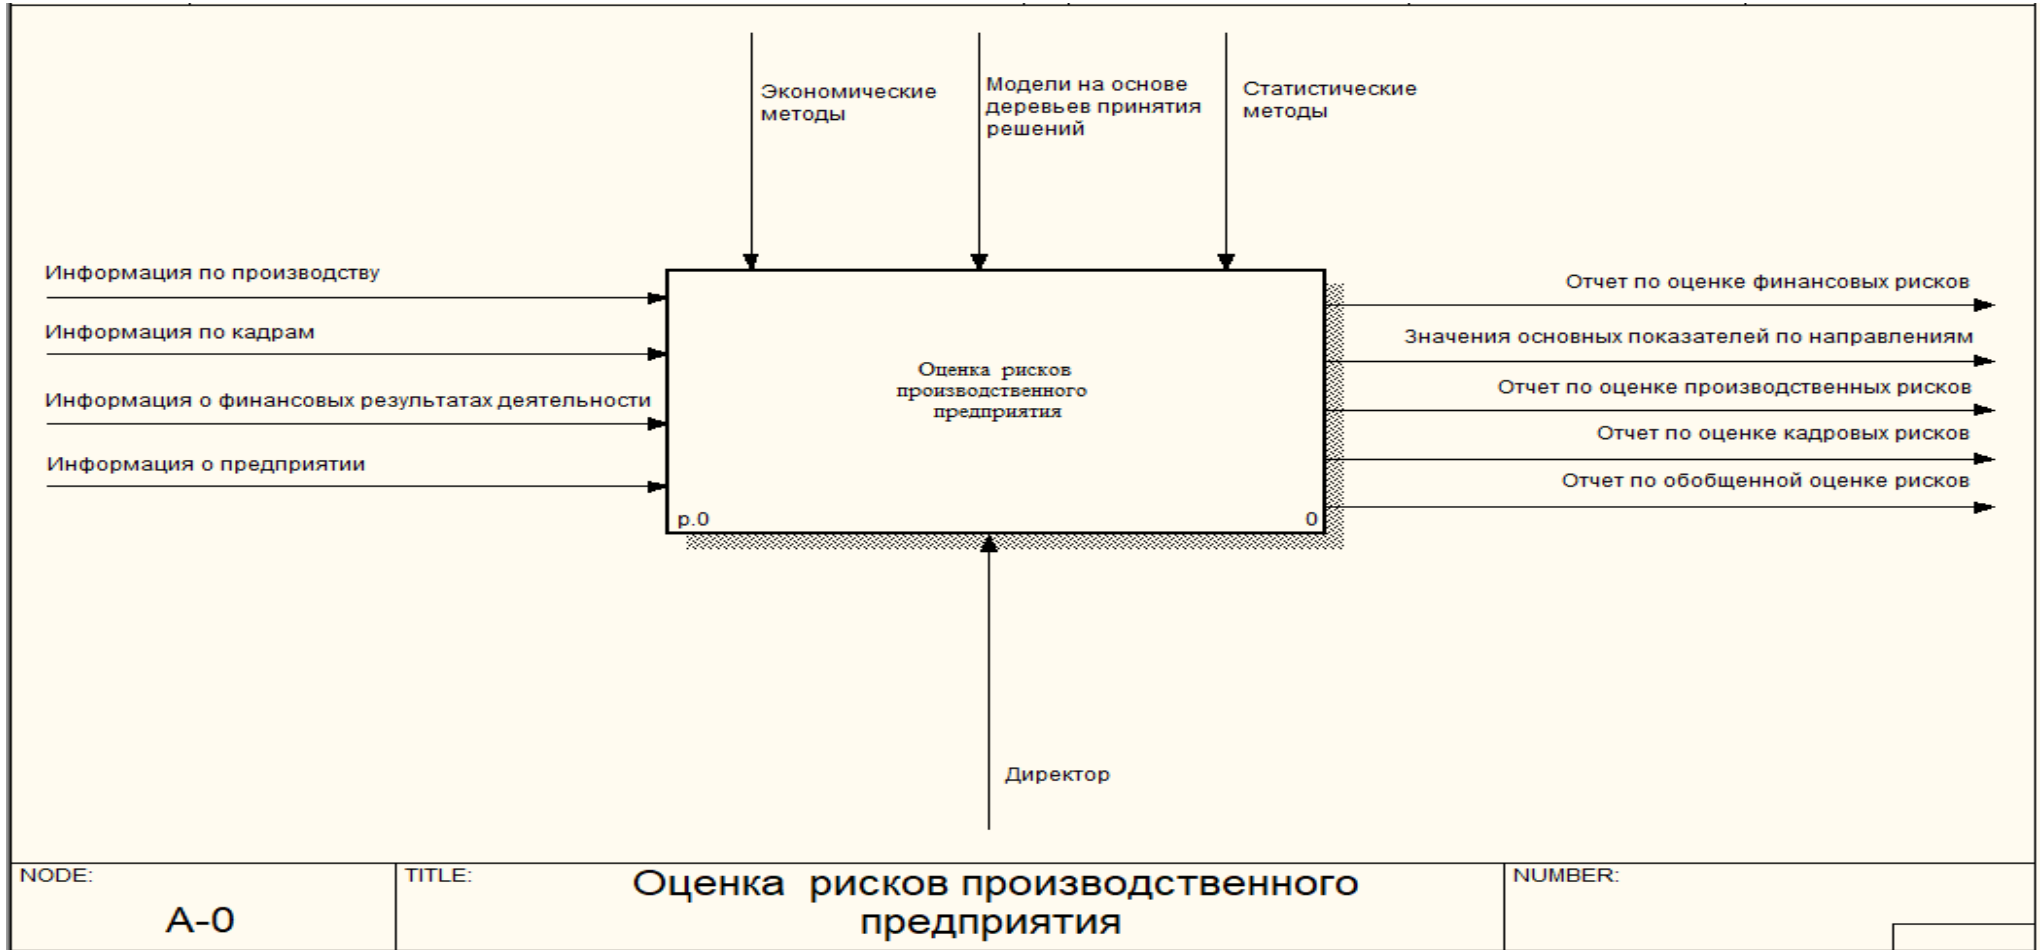 Экономические
методы
Модели на основе
деревьев принятия
решений
Статистические
методы
Информация по производству
Информация по кадрам
Информация о финансовых результатах деятельности
Информация о предприятии
Оценка рисков
производственного
предприятия
р.0
0
Отчет по оценке финансовых рисков
Значения основных показателей по направлениям
Отчет по оценке производственных рисков
Отчет по оценке кадровых рисков
Отчет по обобщенной оценке рисков
Директор
NODE:
A-0
TITLE:
Оценка рисков производственного
предприятия
NUMBER: